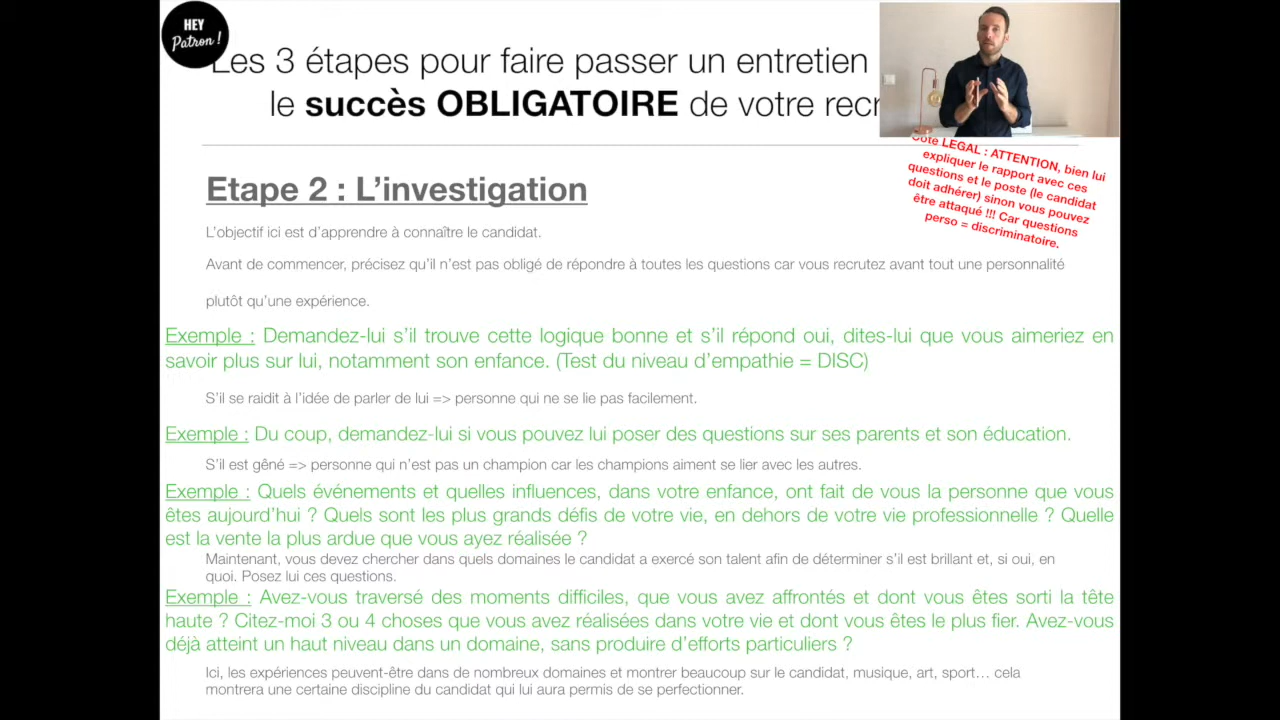 HEY
Patron !
Les 3 étapes pour faire passer un entretien
le succès OBLIGATOIRE de votre
Côté LEGAL : ATTENTION, bien lui
expliquer le rapport avec ces
questions et le poste (le candidat
doit adhérer) sinon vous pouvez
être attaqué !!! Car questions
perso = discriminatoire.
Etape 2 : L’investigation
L’objectif ici est d’apprendre à connaître le candidat.
Avant de commencer, précisez qu’il n’est pas obligé de répondre à toutes les questions car vous recrutez avant tout une personnalité
plutôt qu’une expérience.
Exemple : Demandez-lui s’il trouve cette logique bonne et s’il répond oui, dites-lui que vous aimeriez en
savoir plus sur lui, notamment son enfance. (Test du niveau d’empathie = DISC)
S’il se raidit à l’idée de parler de lui => personne qui ne se lie pas facilement.
Exemple : Du coup, demandez-lui si vous pouvez lui poser des questions sur ses parents et son éducation.
S’il est gêné => personne qui n’est pas un champion car les champions aiment se lier avec les autres.
Exemple : Quels événements et quelles influences, dans votre enfance, ont fait de vous la personne que vous
êtes aujourd’hui ? Quels sont les plus grands défis de votre vie, en dehors de votre vie professionnelle ? Quelle
est la vente la plus ardue que vous ayez réalisée ?
Maintenant, vous devez chercher dans quels domaines le candidat a exercé son talent afin de déterminer s’il est brillant et, si oui, en
quoi. Posez lui ces questions.
Exemple : Avez-vous traversé des moments difficiles, que vous avez affrontés et dont vous êtes sorti la tête
haute ? Citez-moi 3 ou 4 choses que vous avez réalisées dans votre vie et dont vous êtes le plus fier. Avez-vous
déjà atteint un haut niveau dans un domaine, sans produire d’efforts particuliers ?
Ici, les expériences peuvent-être dans de nombreux domaines et montrer beaucoup sur le candidat, musique, art, sport… cela
montrera une certaine discipline du candidat qui lui aura permis de se perfectionner.